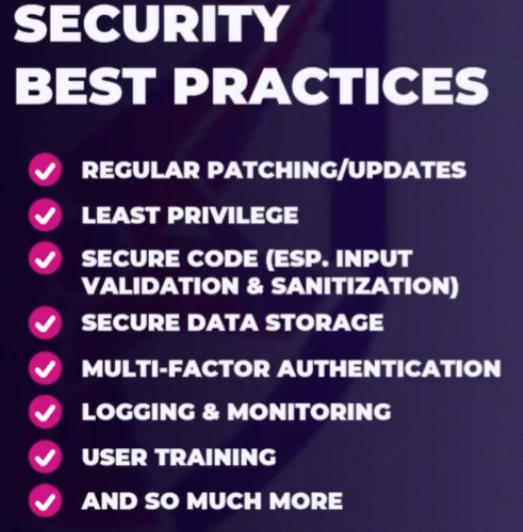 SECURITY
BEST PRACTICES
REGULAR PATCHING/UPDATES
LEAST PRIVILEGE
SECURE CODE (ESP. INPUT
VALIDATION & SANITIZATION)
SECURE DATA STORAGE
MULTI-FACTOR AUTHENTICATION
LOGGING & MONITORING
USER TRAINING
AND SO MUCH MORE